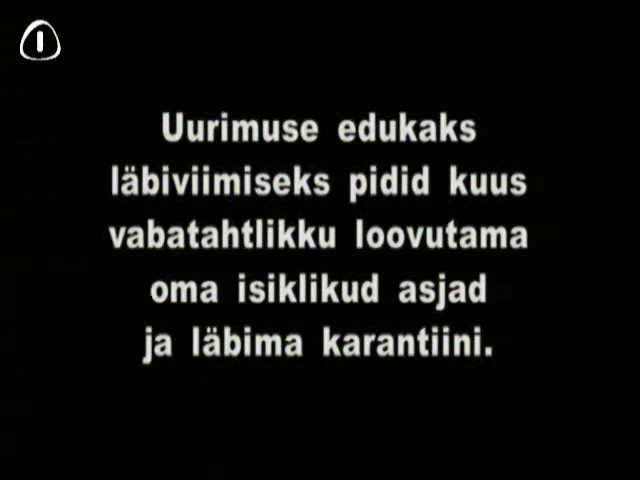 Uurimuse edukaks
läbiviimiseks pidid kuus
vabatahtlikku loovutama
oma isiklikud asjad
ja läbima karantiini.